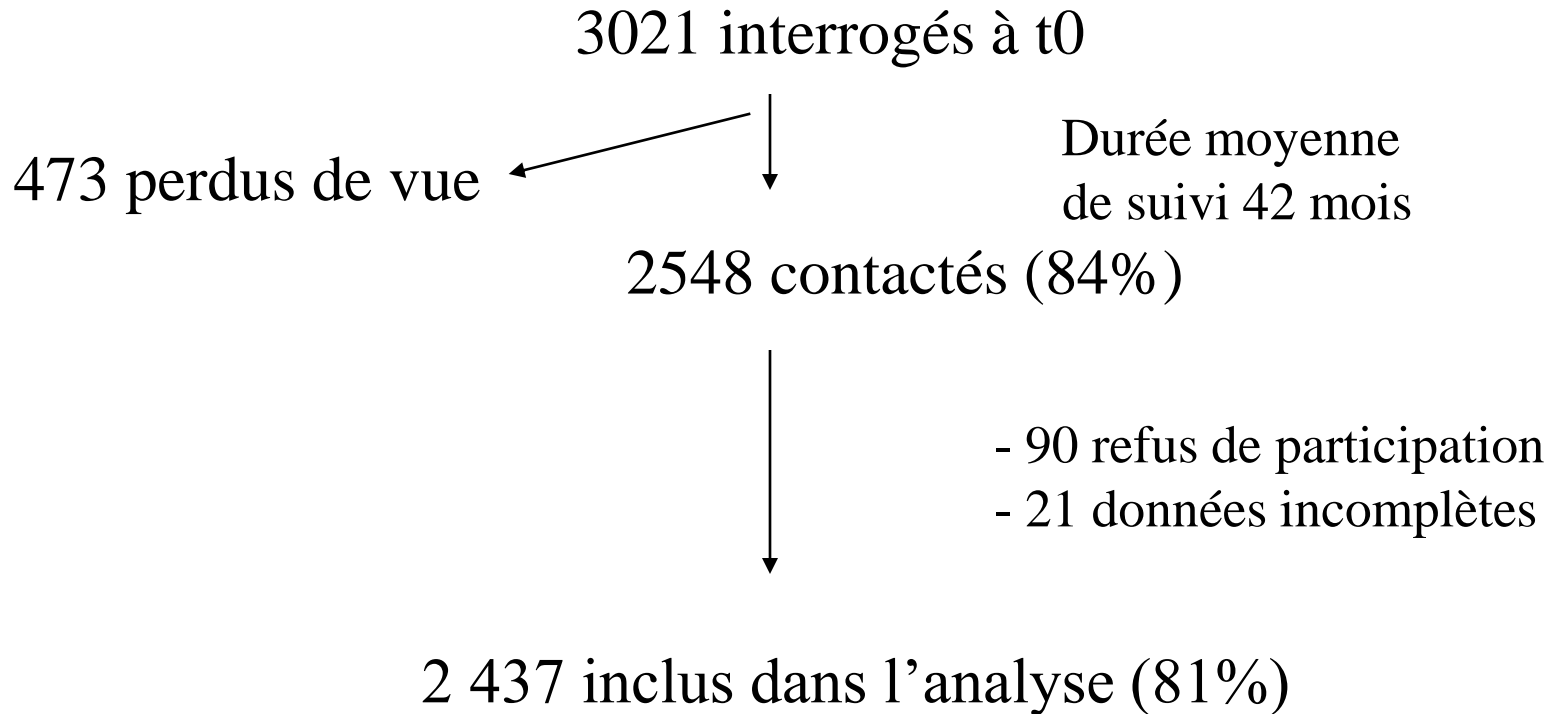 3021 interrogés à t0
473 perdus de vue
Durée moyenne
de suivi 42 mois
2548 contactés (84%)
- 90 refus de participation
- 21 données incomplètes
2 437 inclus dans l’analyse (81%)